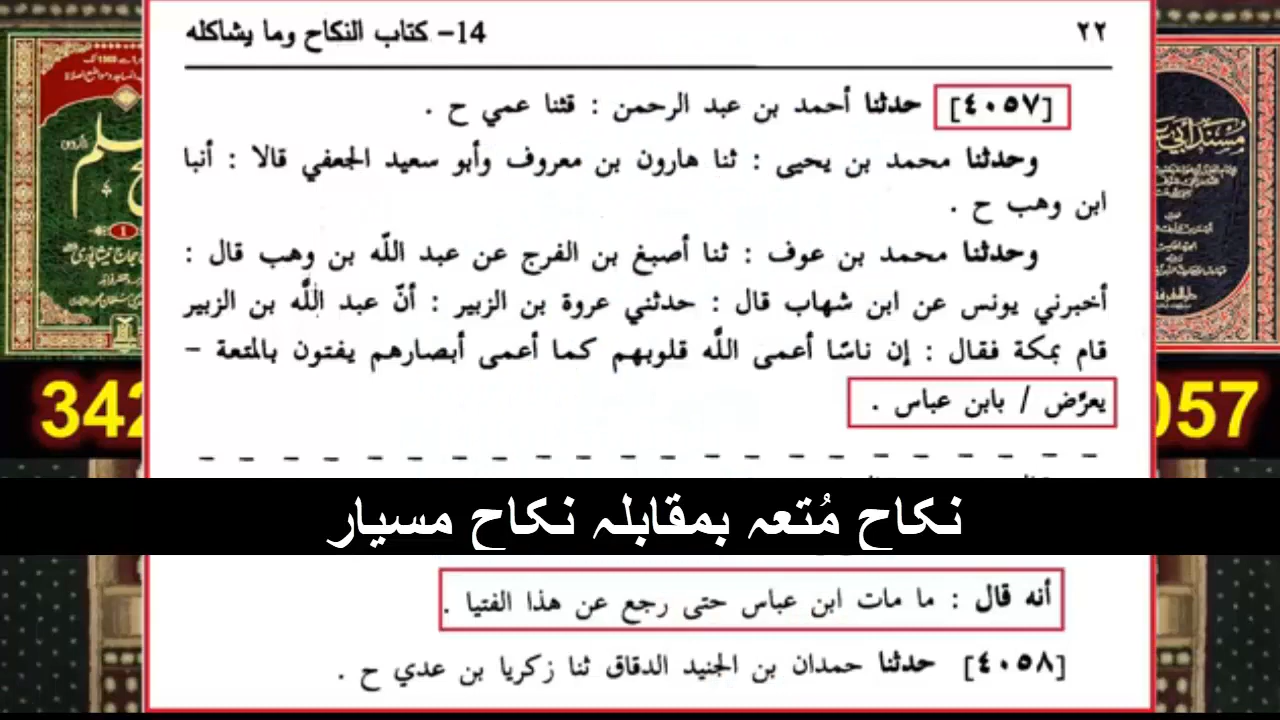 ٢٢
14- كتاب النكاح وما يشاكله
[٤٠٥٧] حدثنا أحمد بن عبد الرحمن : قثنا عمي ح .
وحدثنا محمد بن يحيى : ثنا هارون بن معروف وأبو سعيد الجعفي قالا : أنبا
ابن وهب ح .
وحدثنا محمد بن عوف : ثنا أصبغ بن الفرج عن عبد اللّه بن وهب قال :
أخبرني يونس عن ابن شهاب قال : حدثني عروة بن الزبير : أنّ عبد اللَّه بن الزبير
قام بمكة فقال : إن ناسًا أعمى اللَّه قلوبهم كما أعمى أبصارهم يفتون بالمتعة -
يعرَّض / بابن عباس .
342
057
نکاح مُتعہ بمقابلہ نکاح مسیار
أنه قال : ما مات ابن عباس حتى رجع عن هذا الفتيا .
[٤٠٥٨] حدثنا حمدان بن الجنيد الدقاق ثنا زكريا بن عدي ح .
مسند أبي